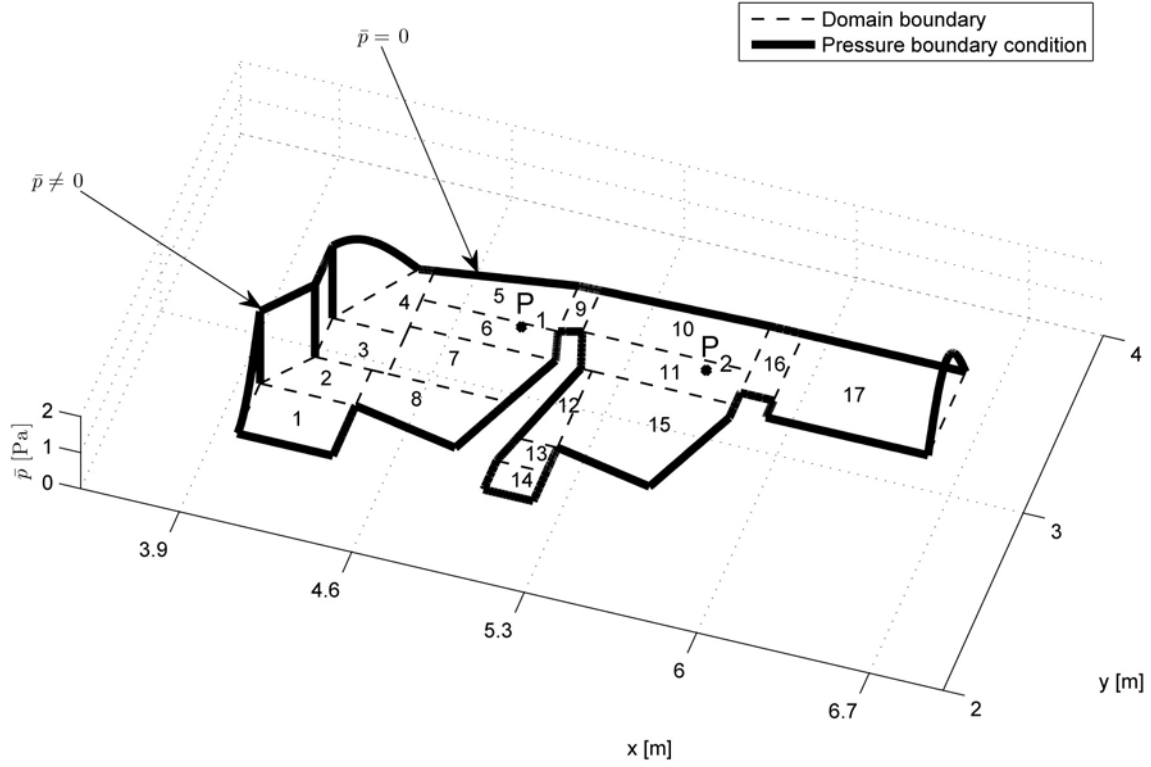 Domain boundary
Pressure boundary condition
p̄ = 0
p̄ ≠ 0
4 5 P 1 9
6 10 P 2 16
3 7 11 17
2 8 12 15
1 13
14
2
1
0
p̄ [Pa]
3.9
4.6
5.3
6
6.7
x [m]
2
3
4
y [m]